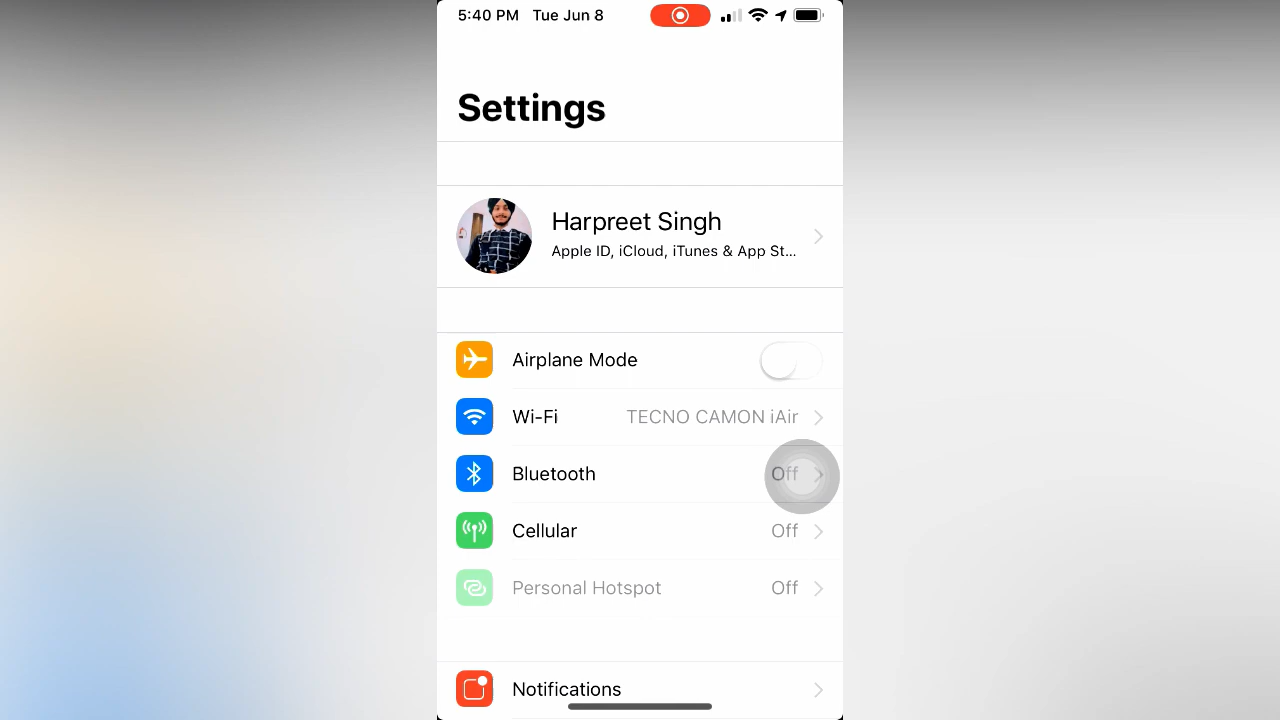 5:40 PM Tue Jun 8
Settings
Harpreet Singh
Apple ID, iCloud, iTunes & App St...
Airplane Mode
Wi-Fi TECNO CAMON iAir
Bluetooth Off
Cellular Off
Personal Hotspot Off
Notifications